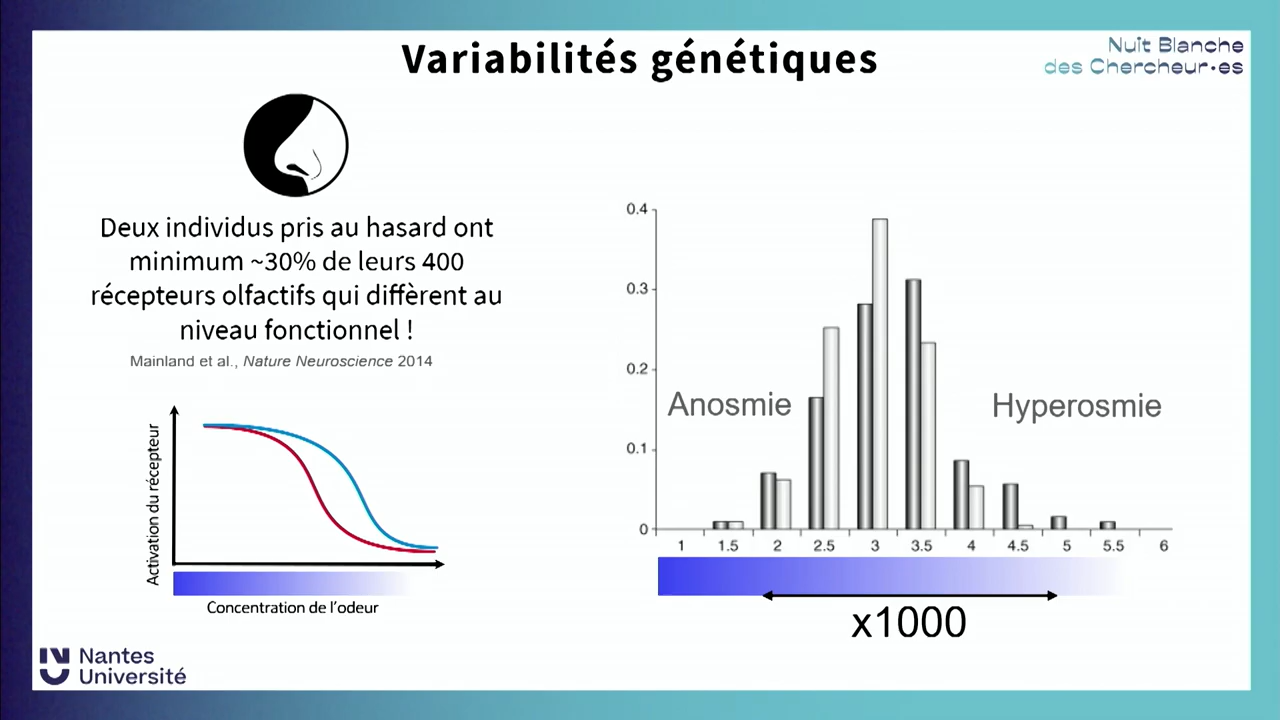 Variabilités génétiques
Nuit Blanche
des Chercheur·es
Deux individus pris au hasard ont
minimum ~30% de leurs 400
récepteurs olfactifs qui diffèrent au
niveau fonctionnel !
Mainland et al., Nature Neuroscience 2014
Activation du récepteur
Concentration de l'odeur
0.4
0.3
0.2
0.1
0
Anosmie
Hyperosmie
1 1.5 2 2.5 3 3.5 4 4.5 5 5.5 6
x1000
Nantes
Université